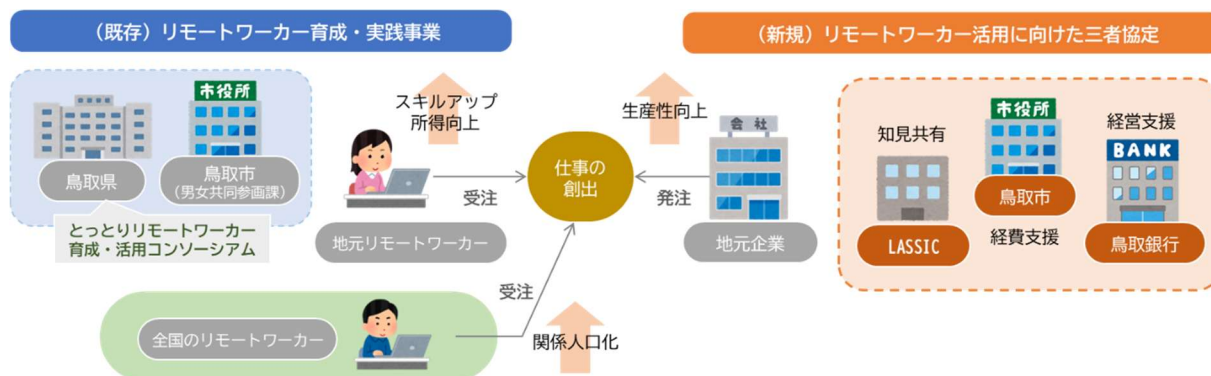 （既存）リモートワーカー育成・実践事業
（新規）リモートワーカー活用に向けた三者協定
市役所
鳥取県
鳥取市
（男女共同参画課）
とっとりリモートワーカー
育成・活用コンソーシアム
スキルアップ
所得向上
地元リモートワーカー
受注
仕事の
創出
生産性向上
会社
発注
地元企業
全国のリモートワーカー
受注
関係人口化
知見共有
LASSIC
市役所
鳥取市
経費支援
経営支援
BANK
鳥取銀行